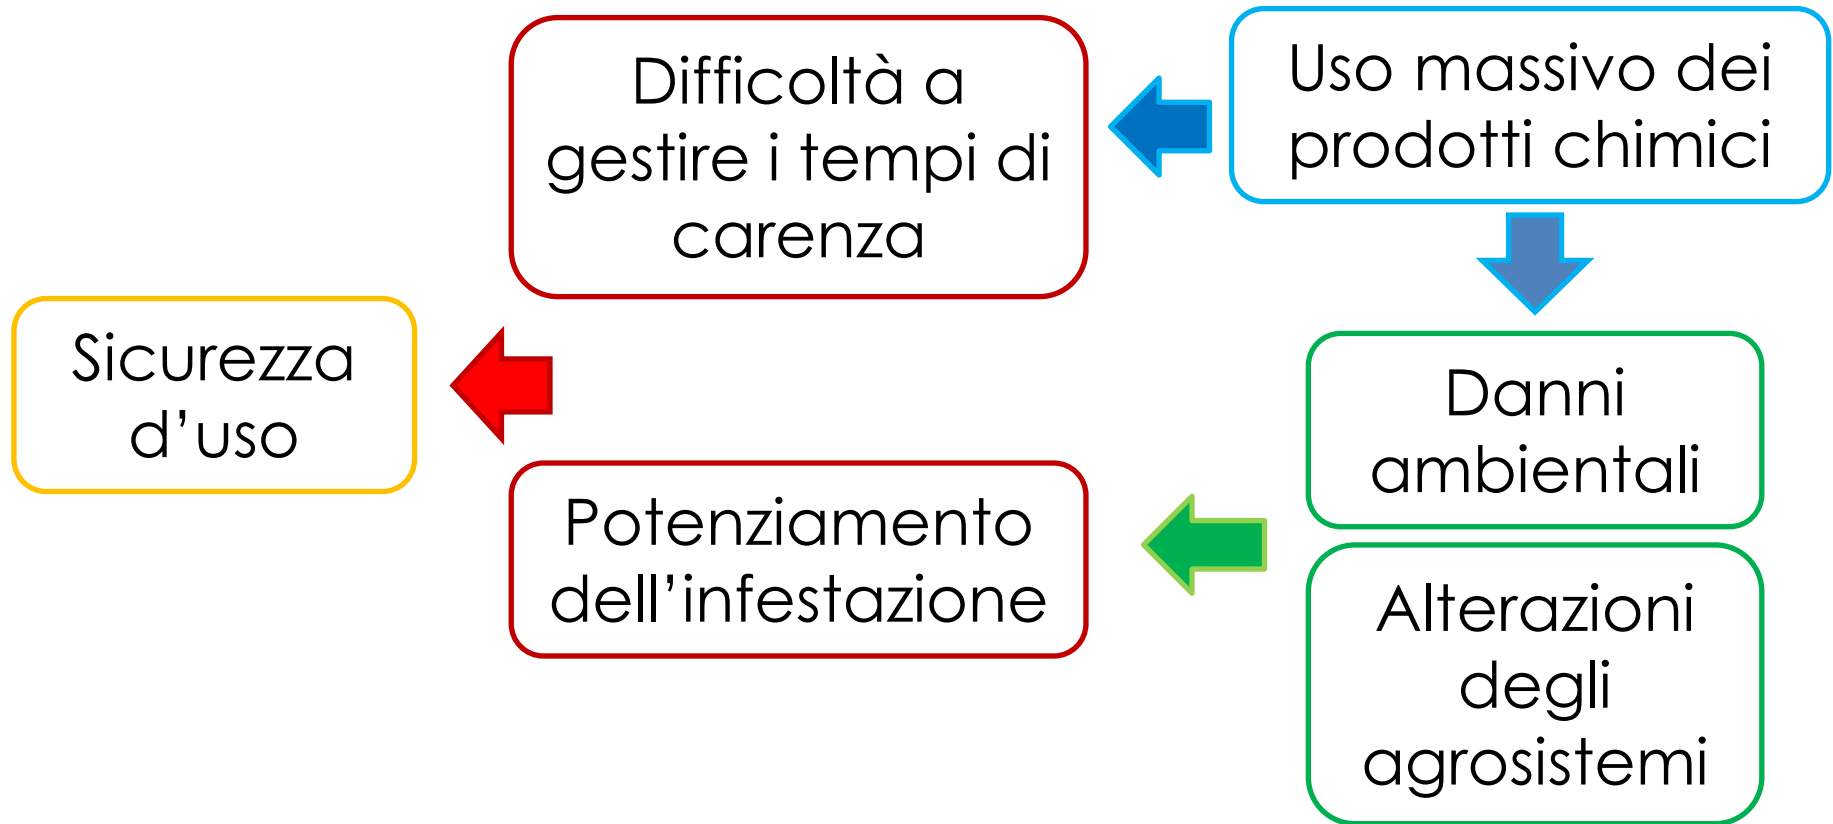 Difficoltà a
gestire i tempi di
carenza
Uso massivo dei
prodotti chimici
Sicurezza
d’uso
Danni
ambientali
Potenziamento
dell’infestazione
Alterazioni
degli
agrosistemi